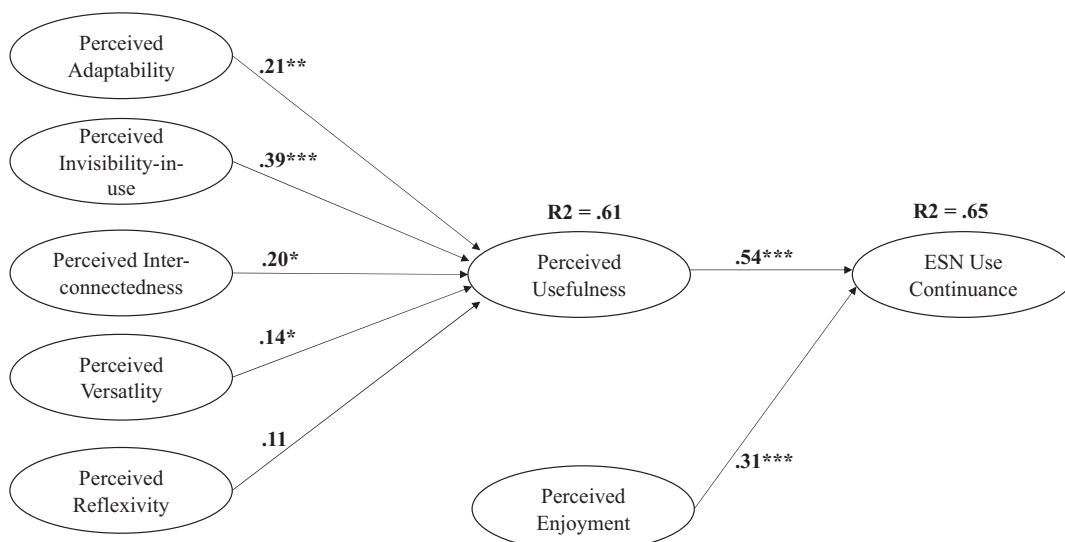 Perceived
Adaptability
.21**
Perceived
Invisibility-in-
use
.39***
R2 = .61
R2 = .65
Perceived Inter-
connectedness
.20*
Perceived
Usefulness
.54***
ESN Use
Continuance
Perceived
Versatlity
.14*
Perceived
Reflexivity
.11
Perceived
Enjoyment
.31***